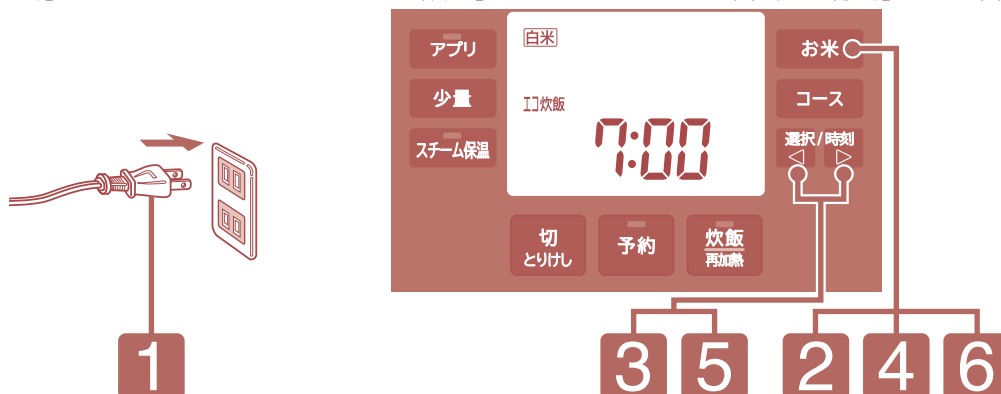 アプリ
少量
スチーム保温
白米
エコ炊飯
7:00
お米
コース
選択/時刻
◁ ▷
切
とりけし
予約
炊飯
再加熱
1
3 5 2 4 6